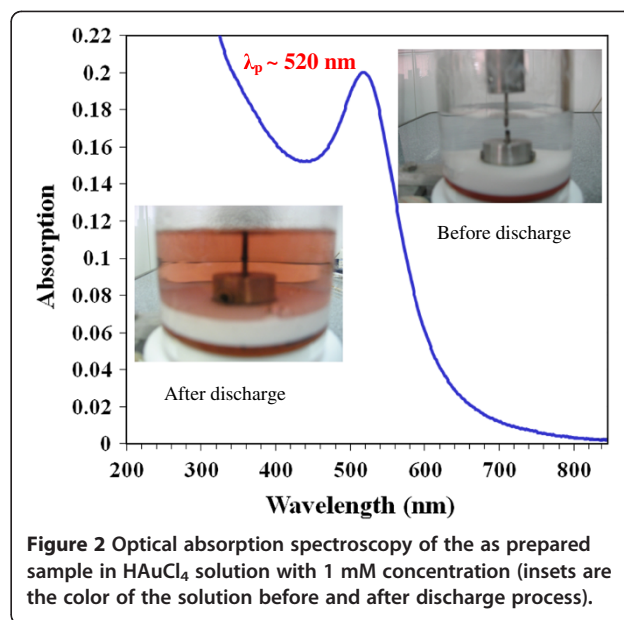 0.22
0.2
0.18
0.16
0.14
0.12
0.1
0.08
0.06
0.04
0.02
0
Absorption
λp ~ 520 nm
Before discharge
After discharge
200 300 400 500 600 700 800
Wavelength (nm)
Figure 2 Optical absorption spectroscopy of the as prepared
sample in HAuCl4 solution with 1 mM concentration (insets are
the color of the solution before and after discharge process).